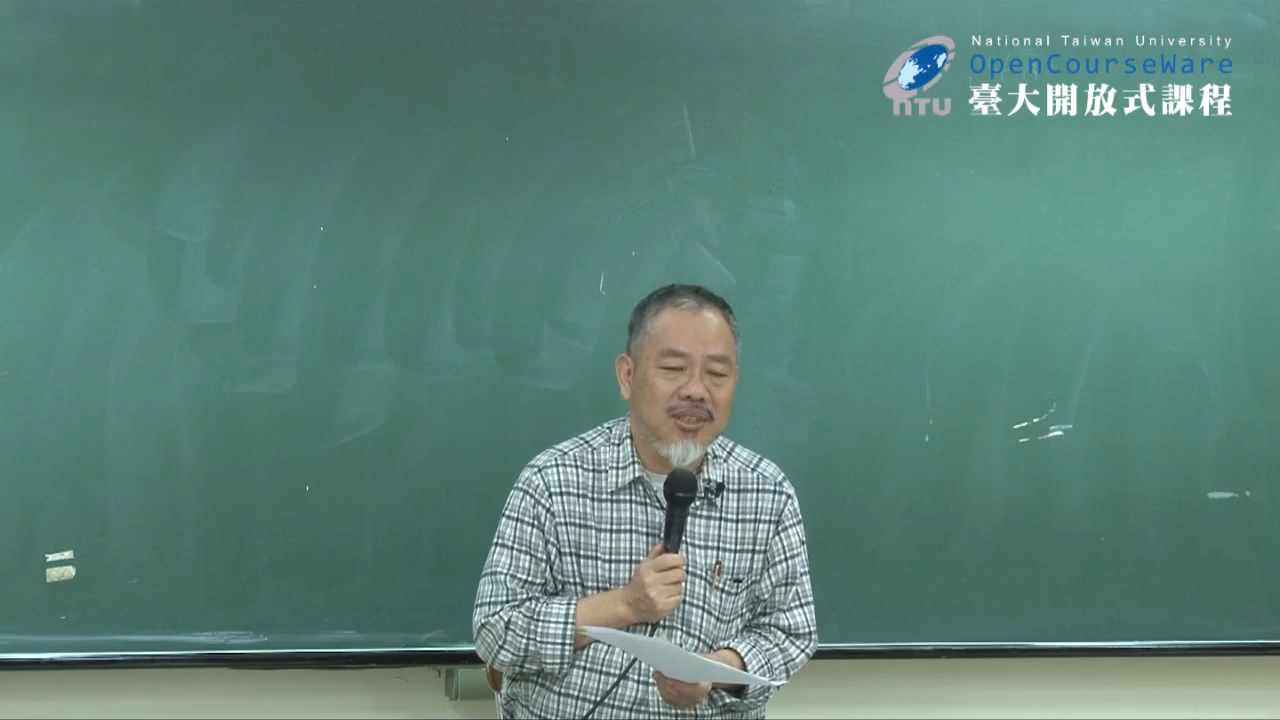 National Taiwan University
OpenCourseWare
NTU
臺大開放式課程